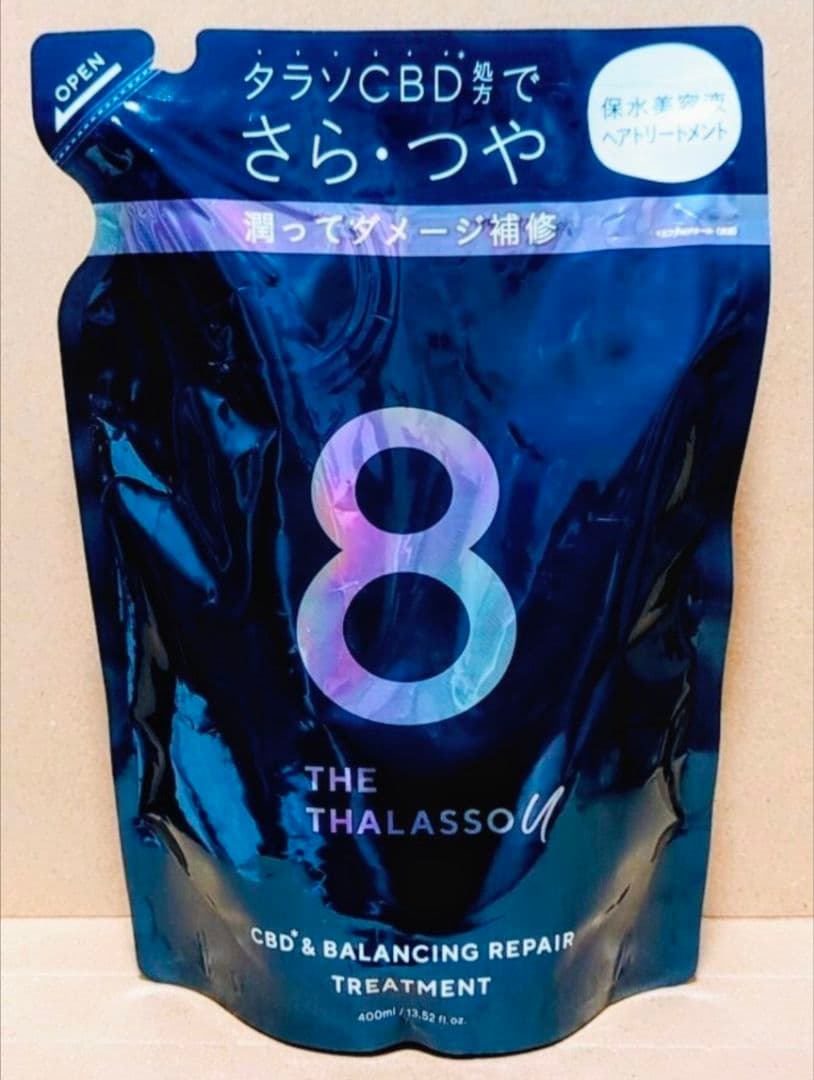 OPEN
タラソCBD*処方で
さら・つや
保水美容液
ヘアトリートメント
潤ってダメージ補修
8
THE
THALASSO U
CBD* & BALANCING REPAIR
TREATMENT
400ml / 13.52 fl.oz.